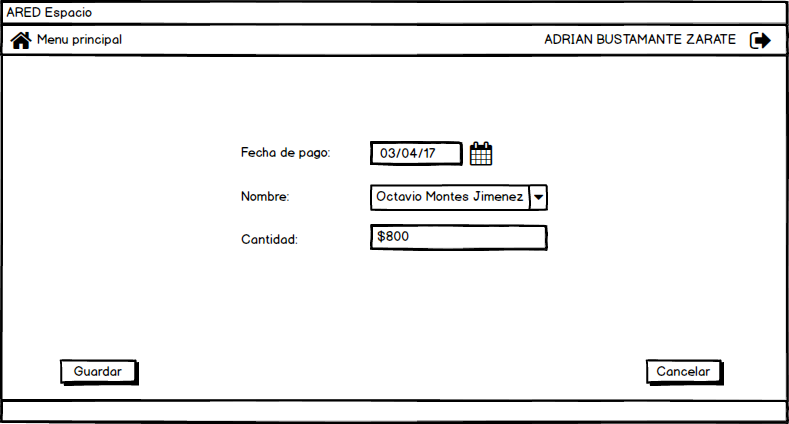 ARED Espacio
Menu principal ADRIAN BUSTAMANTE ZARATE
Fecha de pago: 03/04/17
Nombre: Octavio Montes Jimenez
Cantidad: $800
Guardar Cancelar